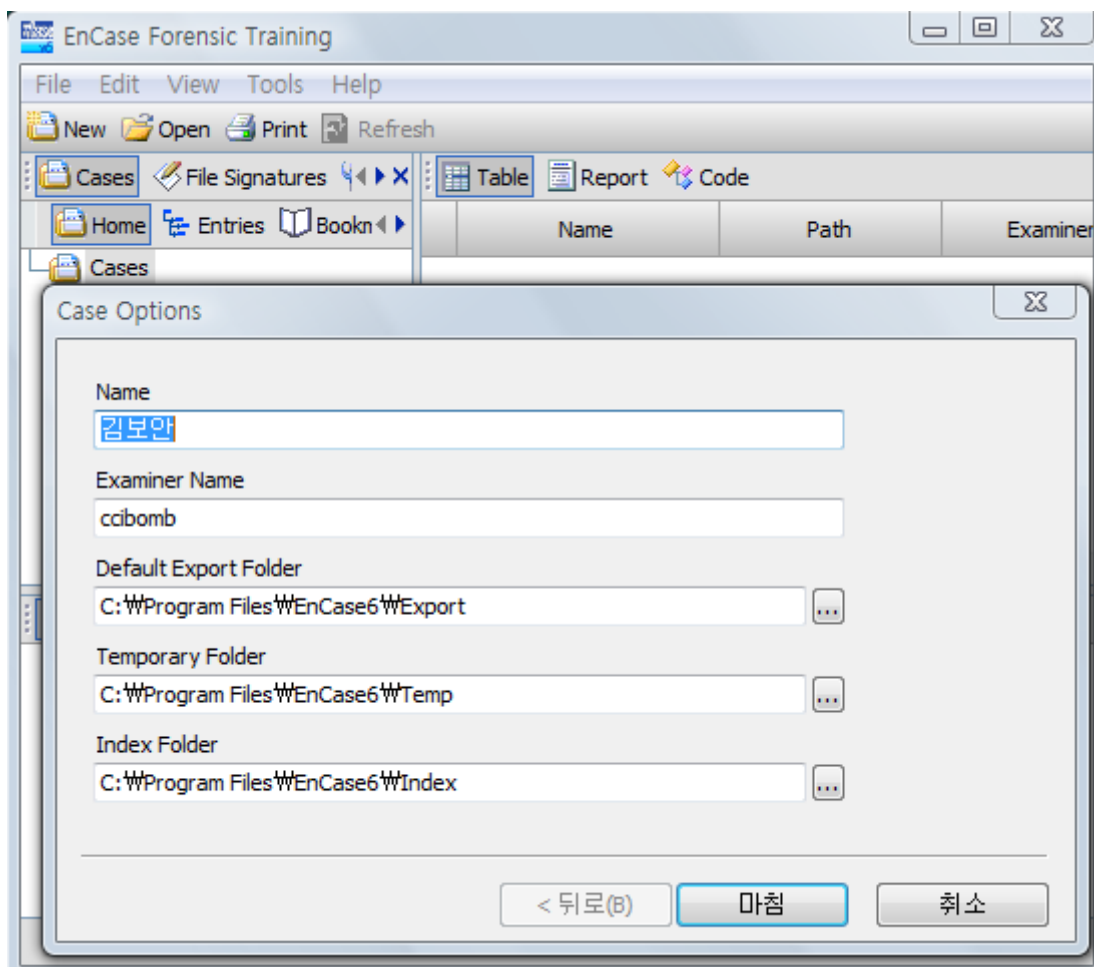 EnCase Forensic Training
File Edit View Tools Help
New Open Print Refresh
Cases File Signatures Table Report Code
Home Entries Bookn Name Path Examiner
Cases
Case Options
Name
김보안
Examiner Name
ccibomb
Default Export Folder
C:₩Program Files₩EnCase6₩Export
...
Temporary Folder
C:₩Program Files₩EnCase6₩Temp
...
Index Folder
C:₩Program Files₩EnCase6₩Index
...
< 뒤로(B) 마침 취소